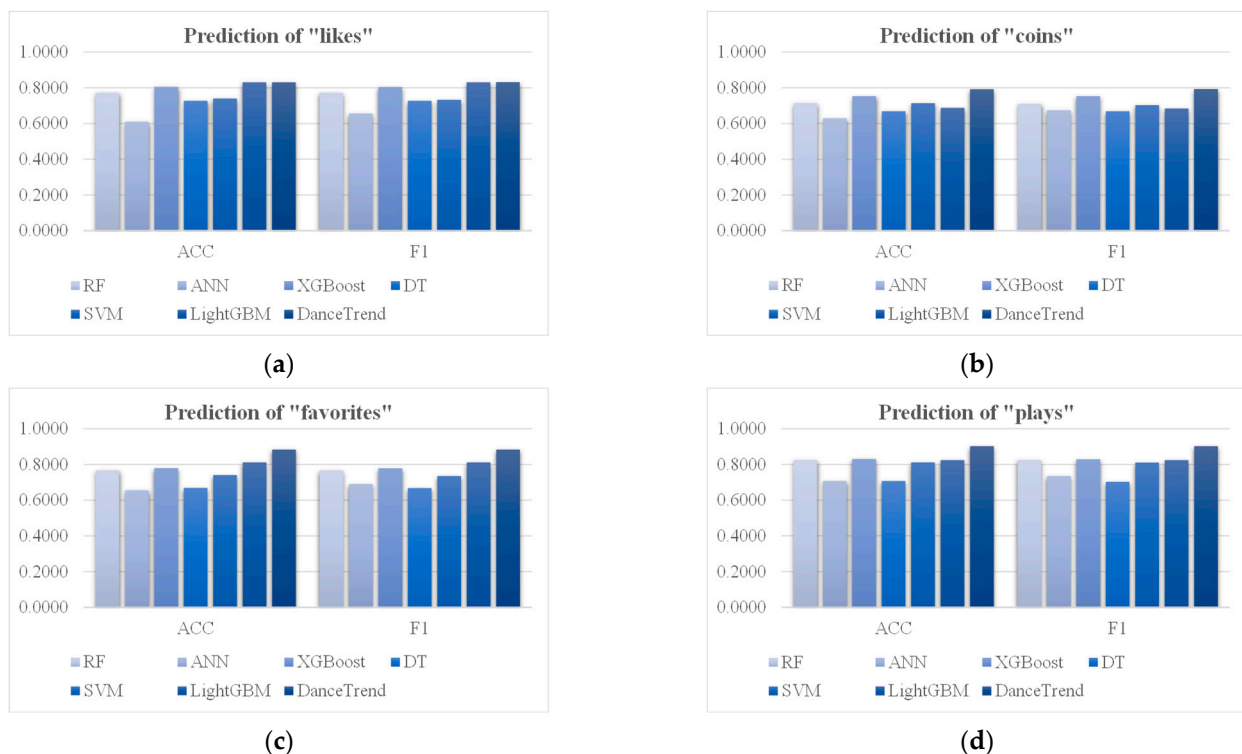 Prediction of "likes"
1.0000
0.8000
0.6000
0.4000
0.2000
0.0000
ACC F1
RF ANN XGBoost DT
SVM LightGBM DanceTrend
(a)
Prediction of "coins"
1.0000
0.8000
0.6000
0.4000
0.2000
0.0000
ACC F1
RF ANN XGBoost DT
SVM LightGBM DanceTrend
(b)
Prediction of "favorites"
1.0000
0.8000
0.6000
0.4000
0.2000
0.0000
ACC F1
RF ANN XGBoost DT
SVM LightGBM DanceTrend
(c)
Prediction of "plays"
1.0000
0.8000
0.6000
0.4000
0.2000
0.0000
ACC F1
RF ANN XGBoost DT
SVM LightGBM DanceTrend
(d)